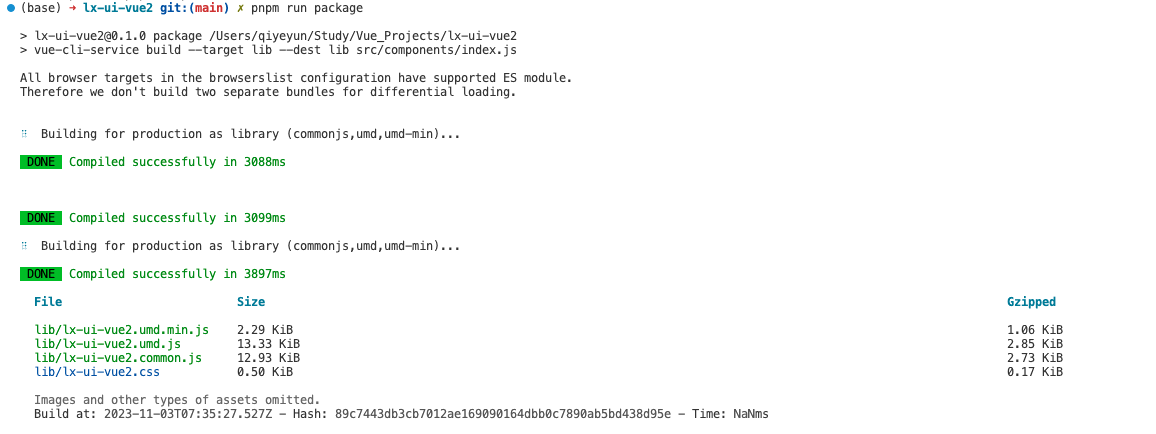 (base) ➜ lx-ui-vue2 git:(main) ✗ pnpm run package
> lx-ui-vue2@0.1.0 package /Users/qiyeyun/Study/Vue_Projects/lx-ui-vue2
> vue-cli-service build --target lib --dest lib src/components/index.js
All browser targets in the browserslist configuration have supported ES module.
Therefore we don't build two separate bundles for differential loading.
⠻ Building for production as library (commonjs,umd,umd-min)...
DONE Compiled successfully in 3088ms
DONE Compiled successfully in 3099ms
⠻ Building for production as library (commonjs,umd,umd-min)...
DONE Compiled successfully in 3897ms
File Size Gzipped
lib/lx-ui-vue2.umd.min.js 2.29 KiB 1.06 KiB
lib/lx-ui-vue2.umd.js 13.33 KiB 2.85 KiB
lib/lx-ui-vue2.common.js 12.93 KiB 2.73 KiB
lib/lx-ui-vue2.css 0.50 KiB 0.17 KiB
Images and other types of assets omitted.
Build at: 2023-11-03T07:35:27.527Z - Hash: 89c7443db3cb7012ae169090164dbb0c7890ab5bd438d95e - Time: NaNms